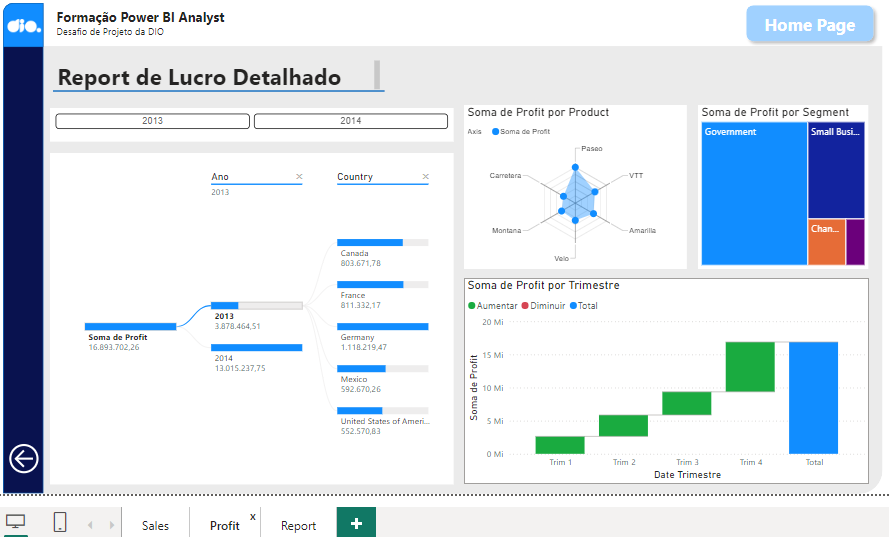 dio.
Formação Power BI Analyst
Desafio de Projeto da DIO
Home Page
Report de Lucro Detalhado
2013
2014
Ano
2013
Country
Soma de Profit
16.893.702,26
2013
3.878.464,51
2014
13.015.237,75
Canada
803.671,78
France
811.332,17
Germany
1.118.219,47
Mexico
592.670,26
United States of Ameri...
552.570,83
Soma de Profit por Product
Axis
Soma de Profit
Paseo
VTT
Amarilla
Velo
Montana
Carretera
Soma de Profit por Segment
Government
Small Busi...
Chan...
Soma de Profit por Trimestre
Aumentar
Diminuir
Total
Soma de Profit
20 Mi
15 Mi
10 Mi
5 Mi
0 Mi
Trim 1
Trim 2
Trim 3
Trim 4
Total
Date Trimestre
Sales
Profit
x
Report
+